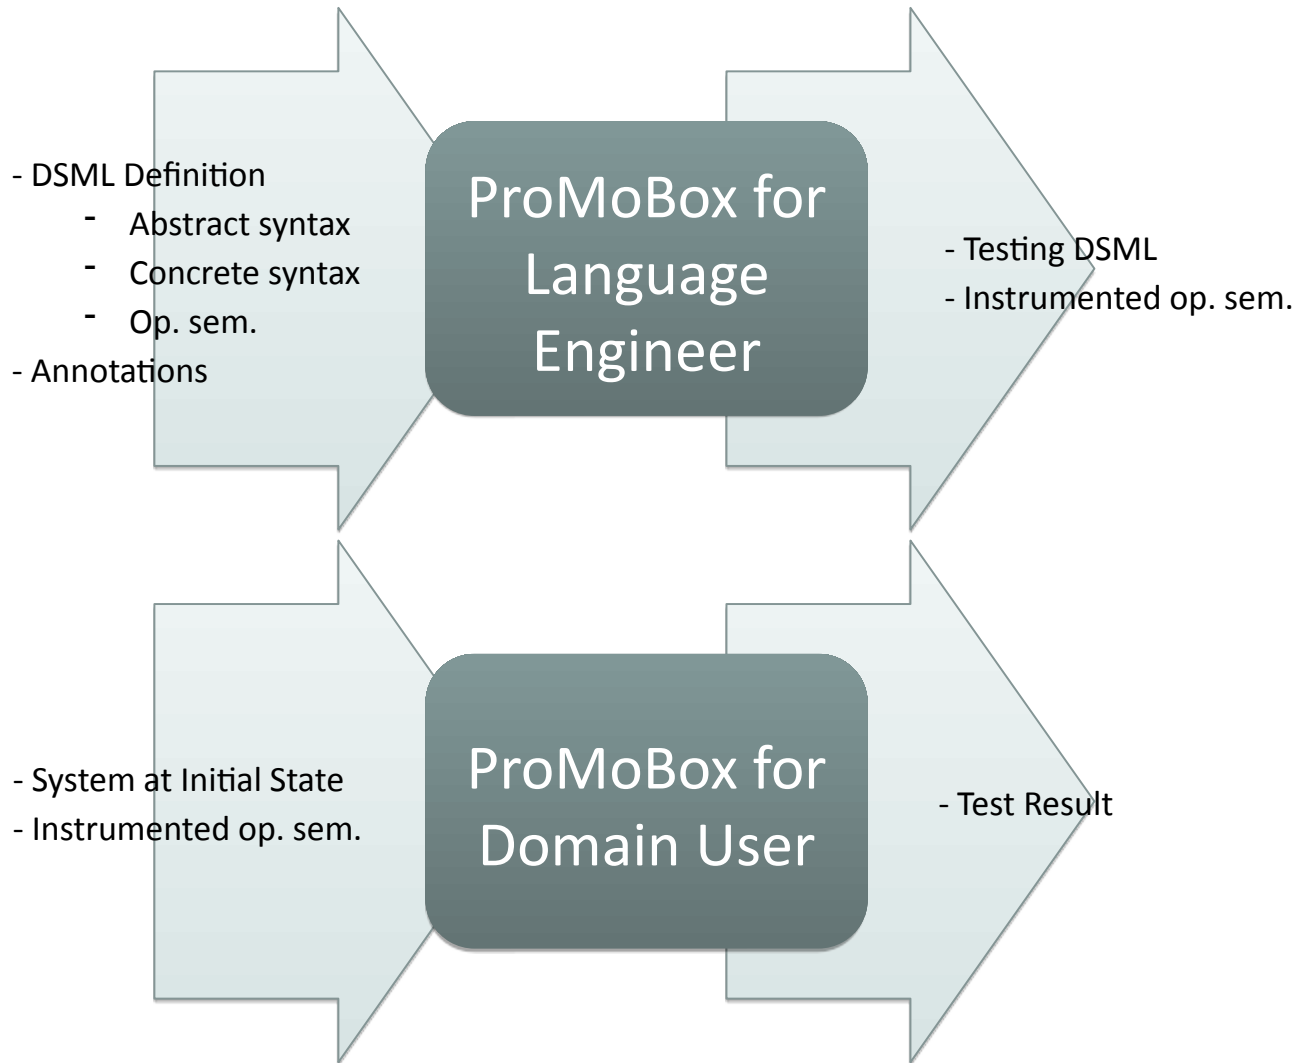 - DSML Definition
- Abstract syntax
- Concrete syntax
- Op. sem.
- Annotations
ProMoBox for
Language
Engineer
- Testing DSML
- Instrumented op. sem.
- System at Initial State
- Instrumented op. sem.
ProMoBox for
Domain User
- Test Result